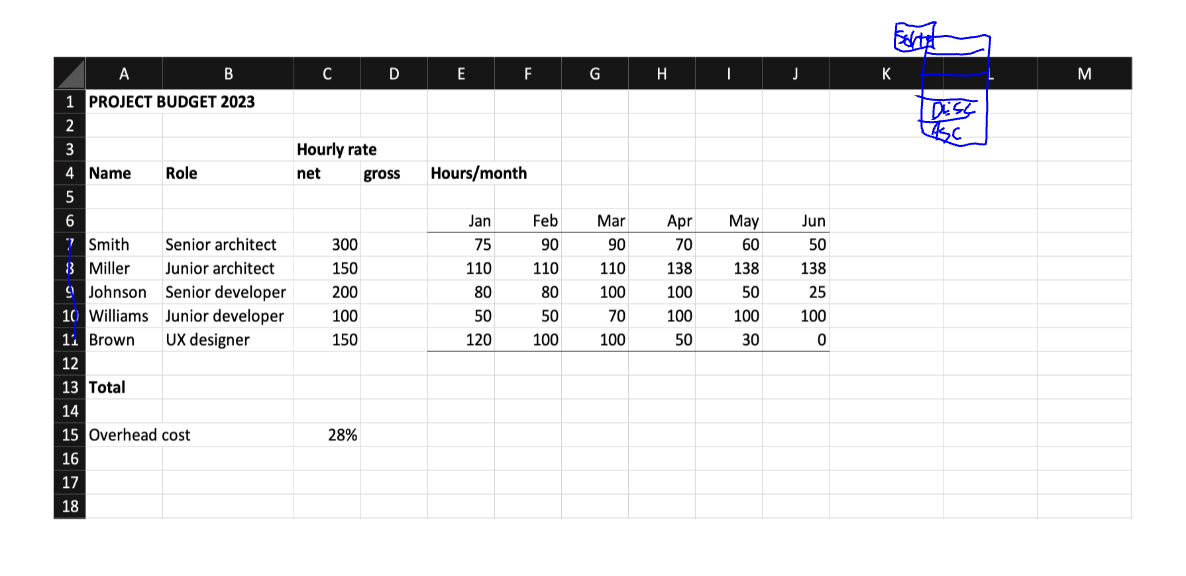 A B C D E F G H I J K L M
1 PROJECT BUDGET 2023
2
3 Hourly rate
4 Name Role net gross Hours/month
5
6 Jan Feb Mar Apr May Jun
7 Smith Senior architect 300 75 90 90 70 60 50
8 Miller Junior architect 150 110 110 110 138 138 138
9 Johnson Senior developer 200 80 80 100 100 50 25
10 Williams Junior developer 100 50 50 70 100 100 100
11 Brown UX designer 150 120 100 100 50 30 0
12
13 Total
14
15 Overhead cost 28%
16
17
18
DESC
ASC